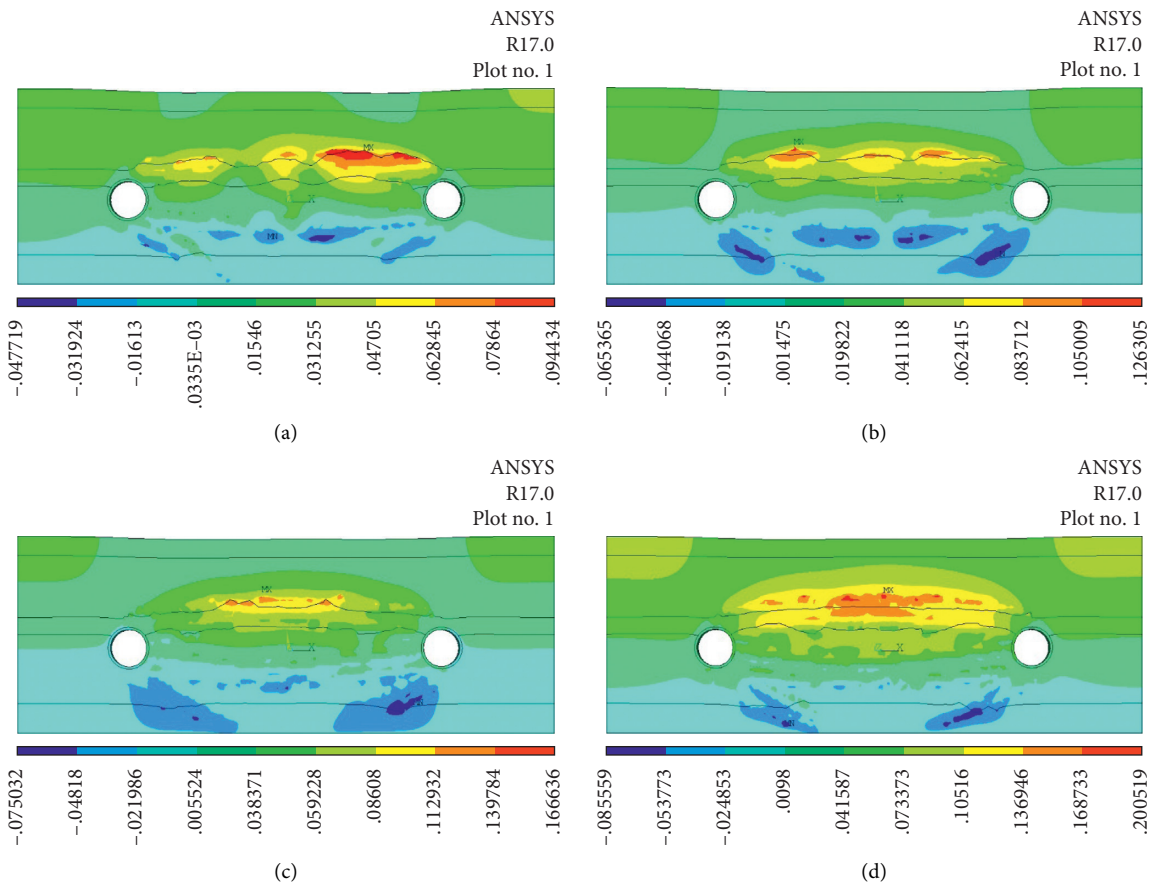 ANSYS
R17.0
Plot no. 1
MX
X
MN
−.047719
−.031924
−.01613
.0335E−03
.01546
.031255
.04705
.062845
.07864
.094434
(a)
ANSYS
R17.0
Plot no. 1
MX
X
−.065365
−.044068
−.019138
.001475
.019822
.041118
.062415
.083712
.105009
.126305
(b)
ANSYS
R17.0
Plot no. 1
MX
X
−.075032
−.04818
−.021986
.005524
.038371
.059228
.08608
.112932
.139784
.166636
(c)
ANSYS
R17.0
Plot no. 1
MX
X
MN
−.085559
−.053773
−.024853
.0098
.041587
.073373
.10516
.136946
.168733
.200519
(d)